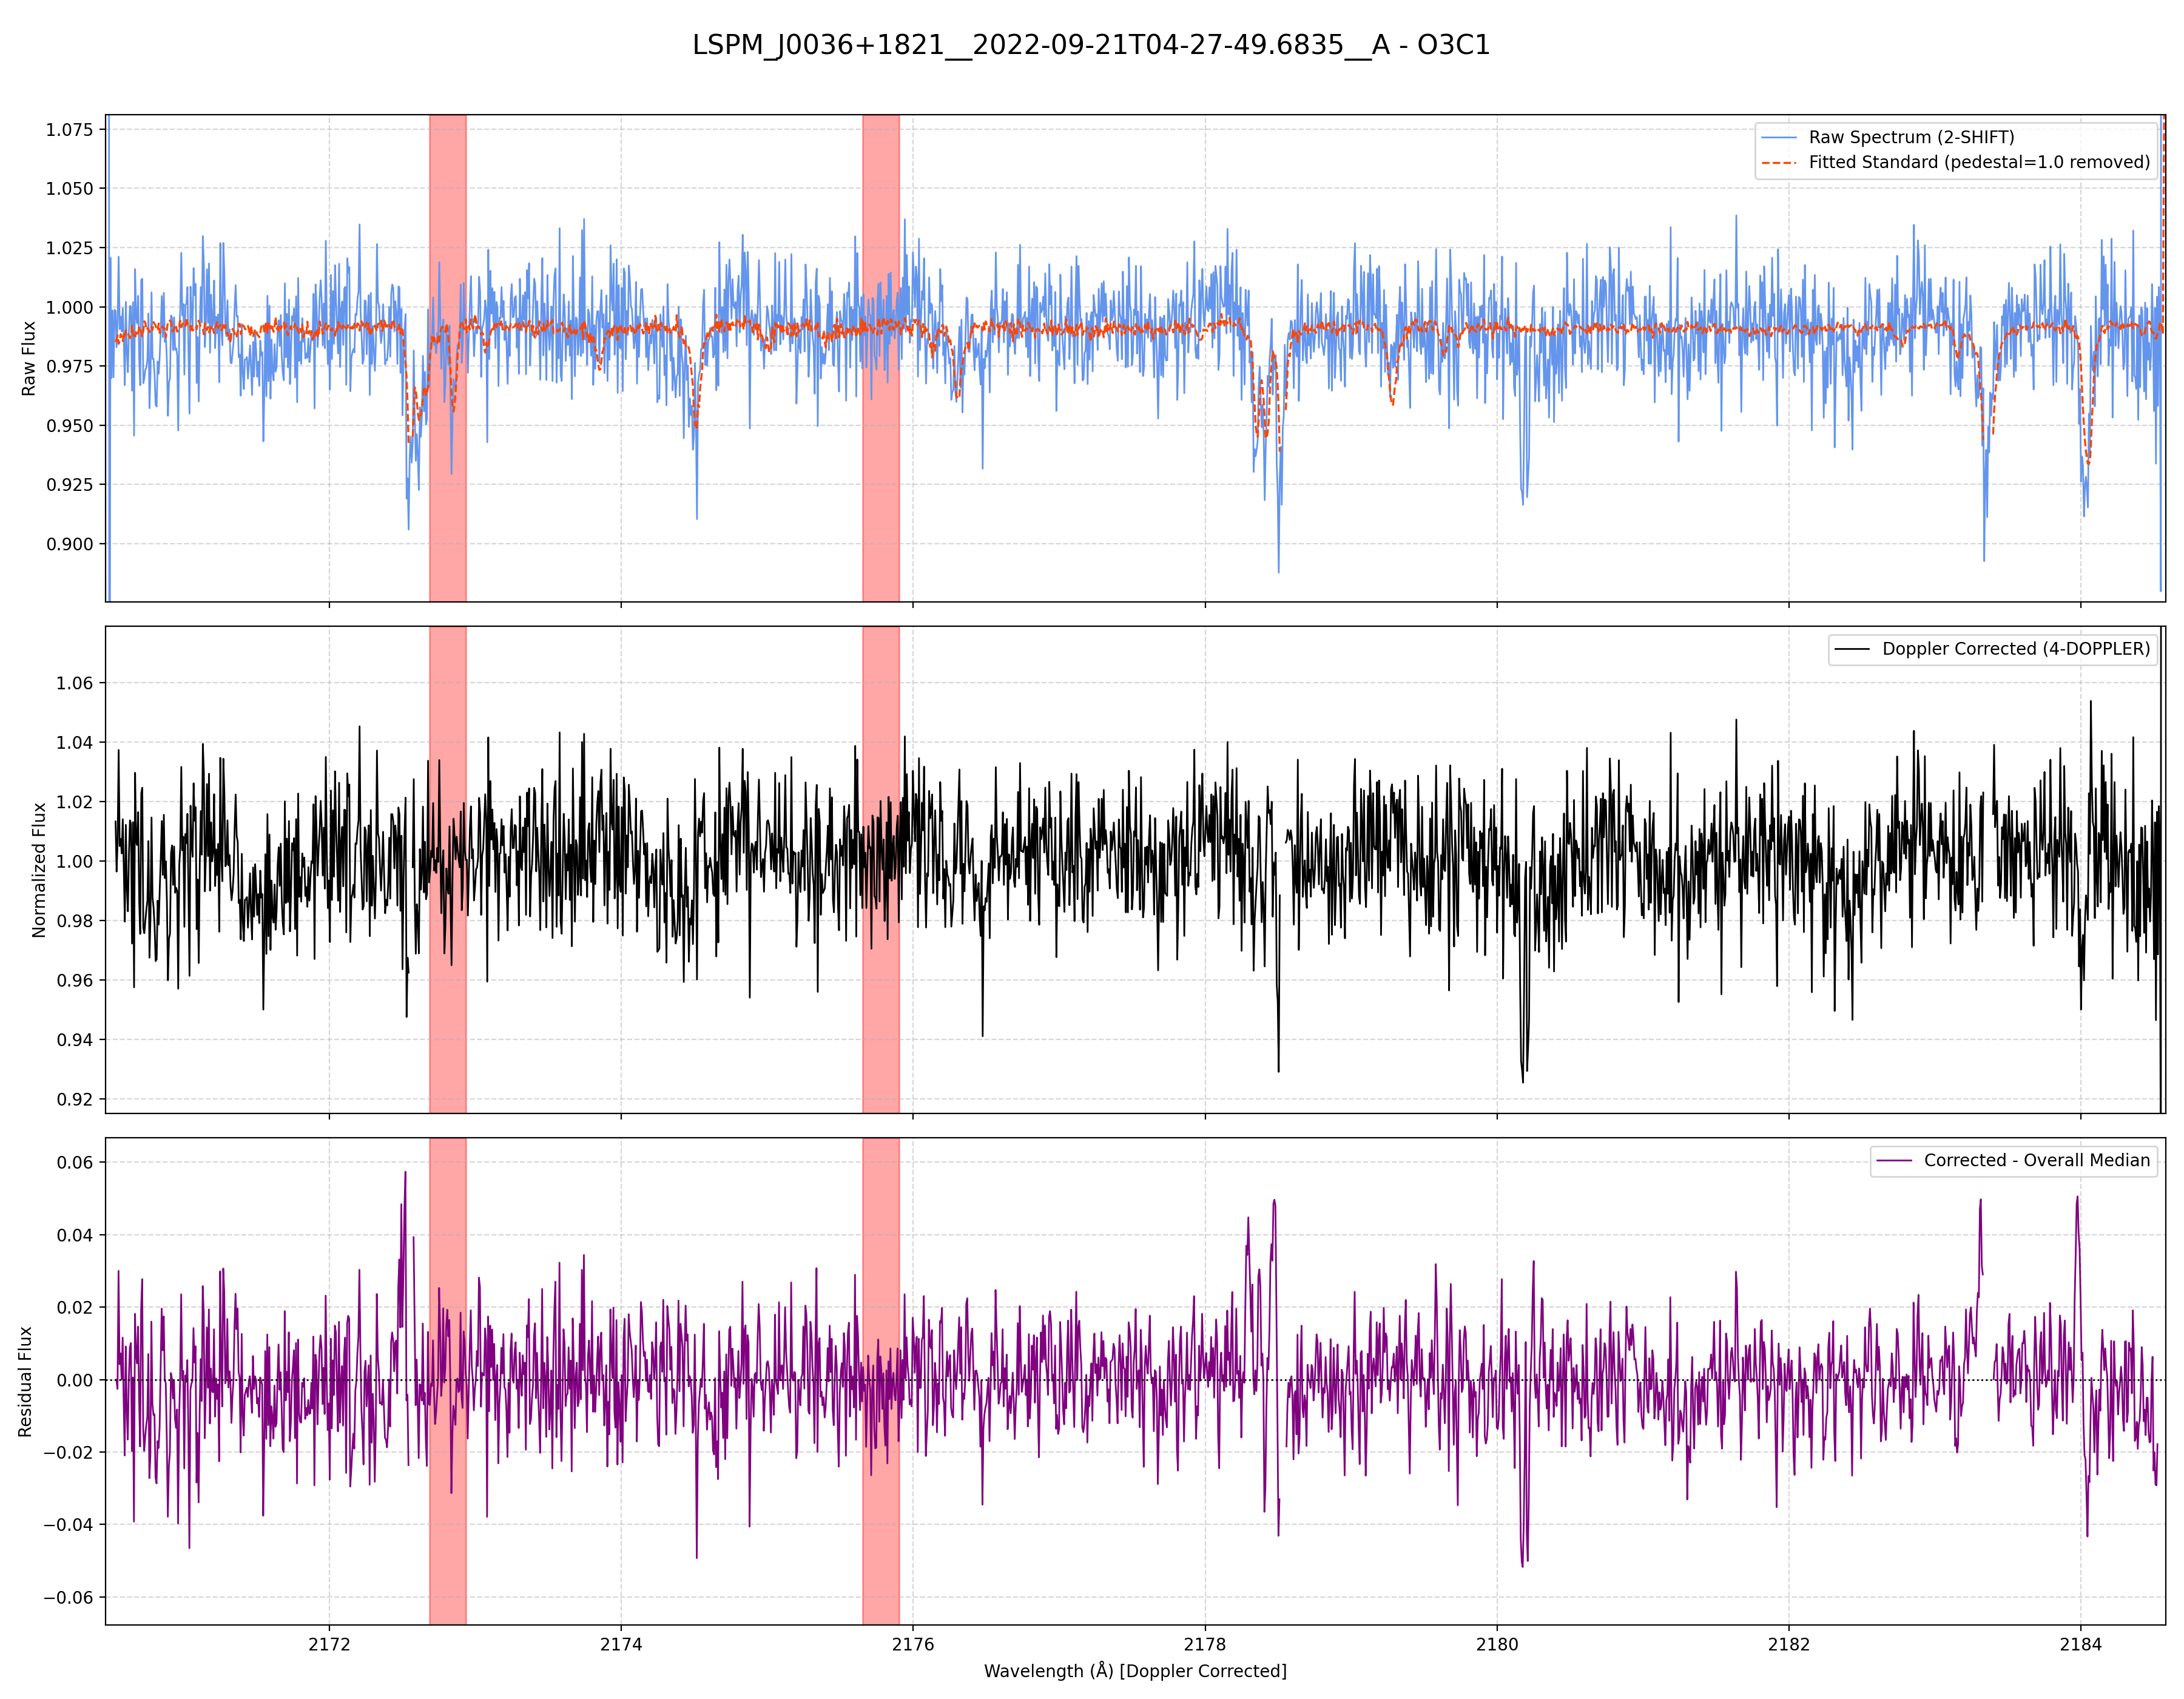 LSPM_J0036+1821__2022-09-21T04-27-49.6835__A - O3C1
1.075
1.050
1.025
1.000
0.975
0.950
0.925
0.900
Raw Flux
Raw Spectrum (2-SHIFT)
Fitted Standard (pedestal=1.0 removed)
1.06
1.04
1.02
1.00
0.98
0.96
0.94
0.92
Normalized Flux
Doppler Corrected (4-DOPPLER)
0.06
0.04
0.02
0.00
−0.02
−0.04
−0.06
Residual Flux
Corrected - Overall Median
2172 2174 2176 2178 2180 2182 2184
Wavelength (Å) [Doppler Corrected]